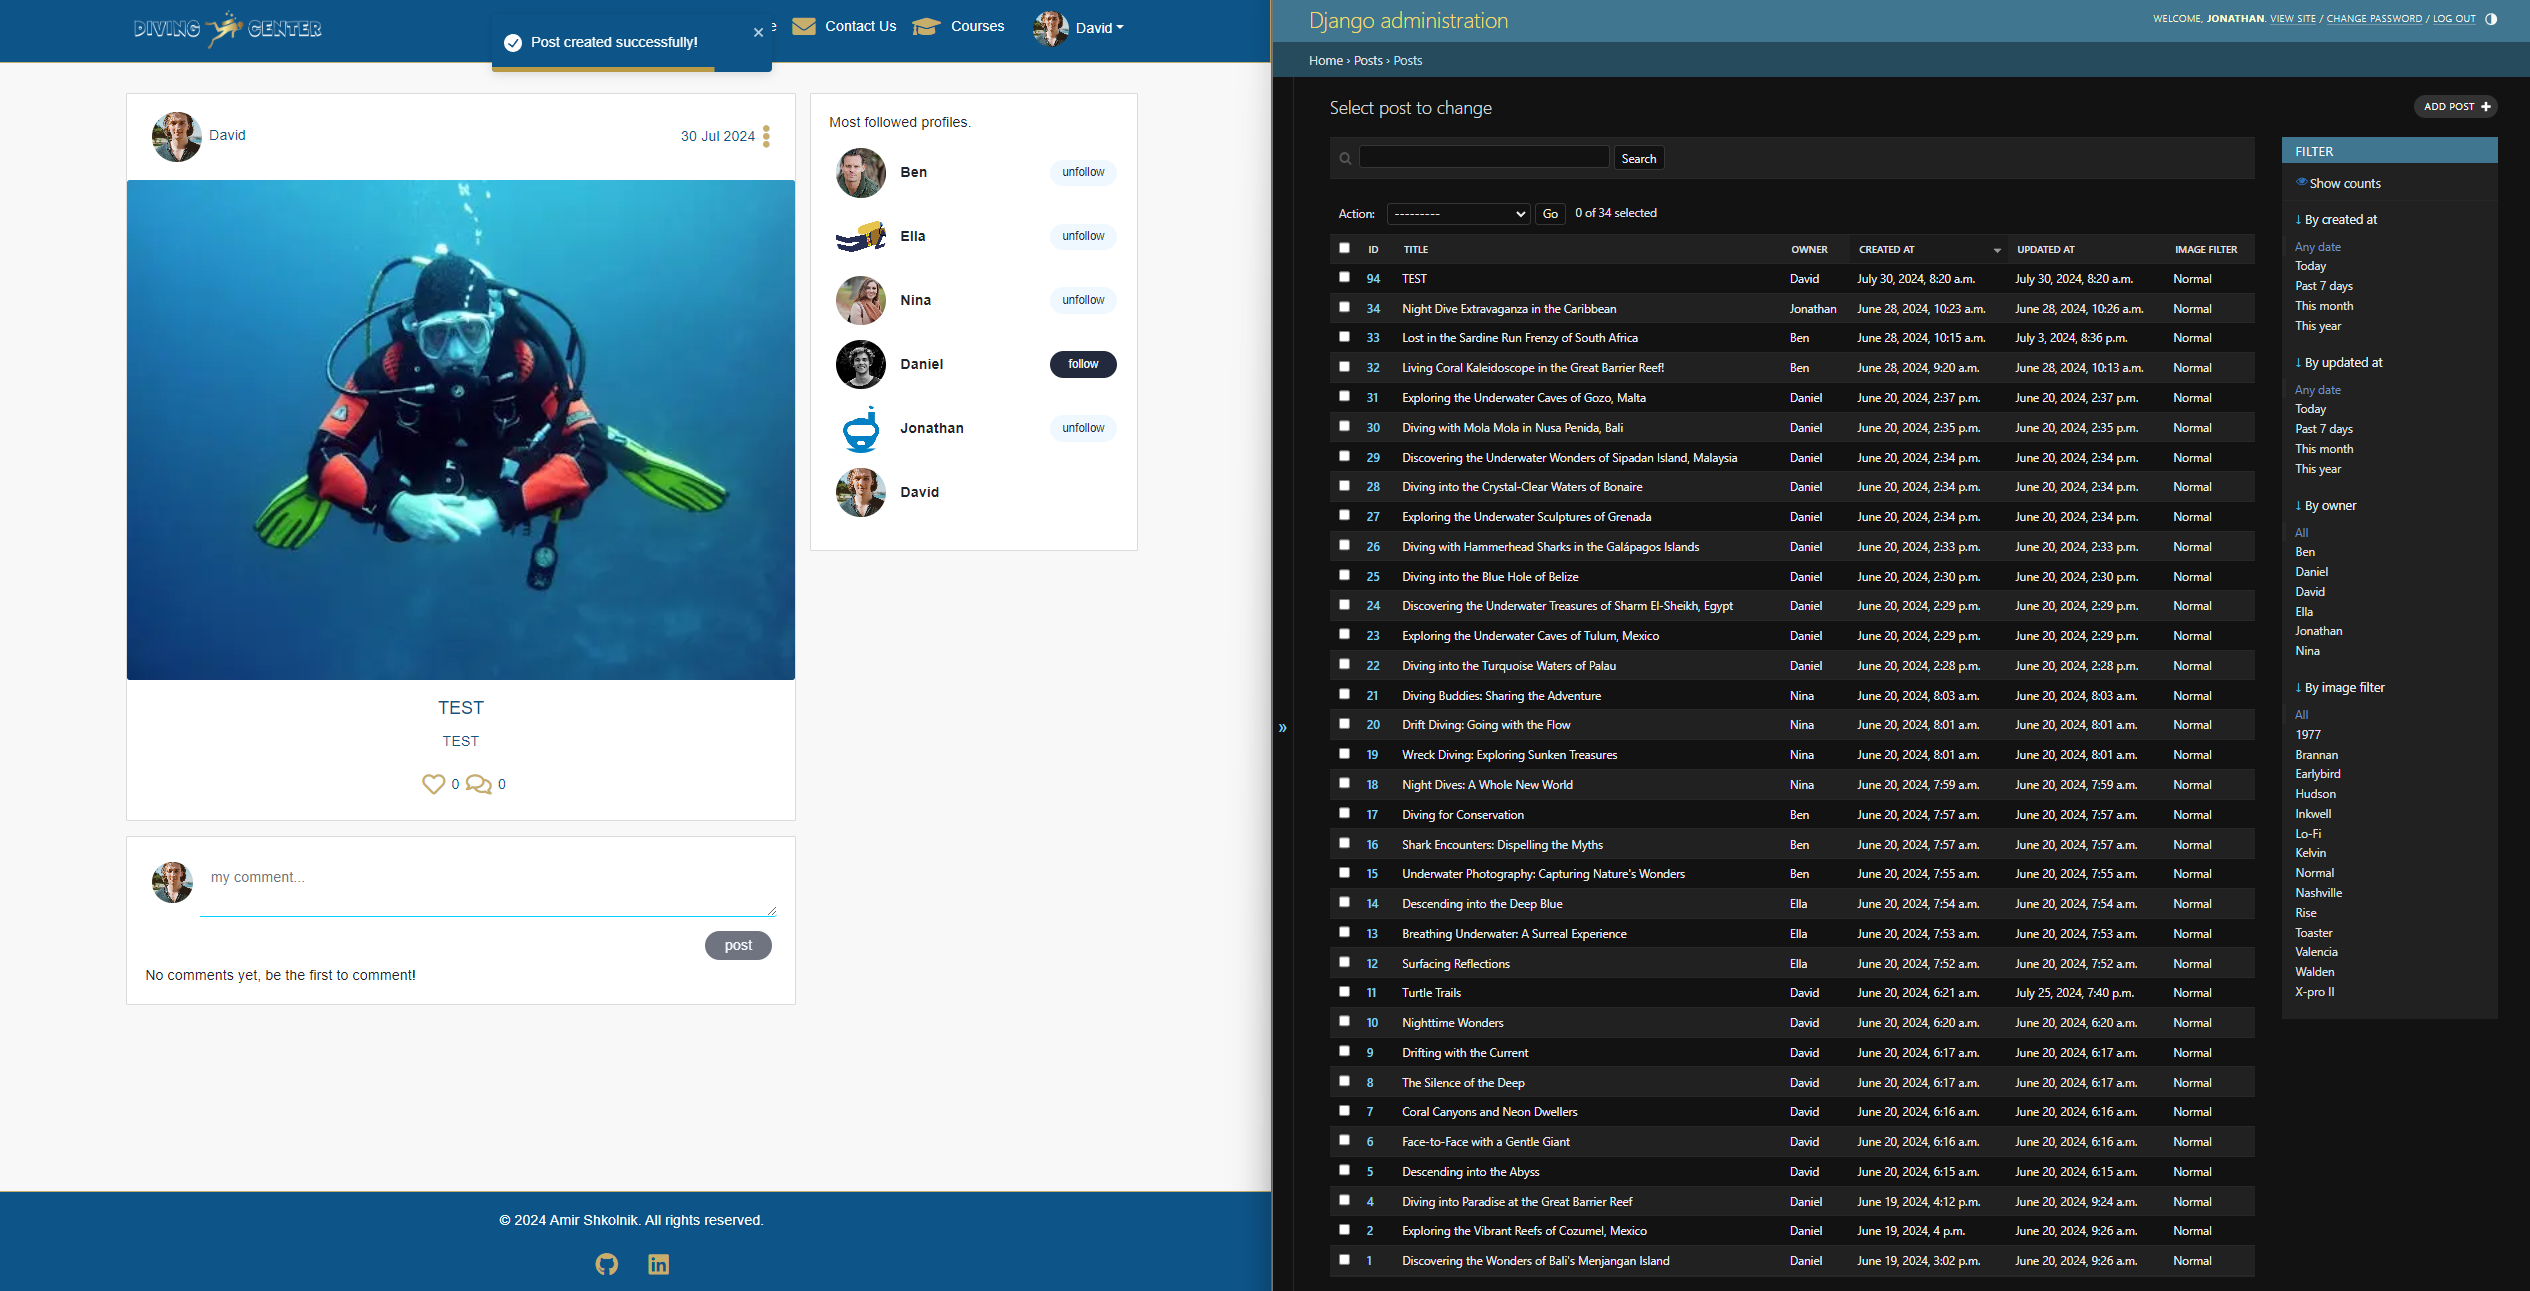 DIVING CENTER
Post created successfully!
×
e
Contact Us
Courses
David
David
30 Jul 2024
TEST
TEST
0
0
my comment...
post
No comments yet, be the first to comment!
Most followed profiles.
Ben
unfollow
Ella
unfollow
Nina
unfollow
Daniel
follow
Jonathan
unfollow
David
© 2024 Amir Shkolnik. All rights reserved.
Django administration
WELCOME, JONATHAN. VIEW SITE / CHANGE PASSWORD / LOG OUT
Home › Posts › Posts
Select post to change
ADD POST +
Search
Action: --------- Go 0 of 34 selected
ID TITLE OWNER CREATED AT UPDATED AT IMAGE FILTER
94 TEST David July 30, 2024, 8:20 a.m. July 30, 2024, 8:20 a.m. Normal
34 Night Dive Extravaganza in the Caribbean Jonathan June 28, 2024, 10:23 a.m. June 28, 2024, 10:26 a.m. Normal
33 Lost in the Sardine Run Frenzy of South Africa Ben June 28, 2024, 10:15 a.m. July 3, 2024, 8:36 p.m. Normal
32 Living Coral Kaleidoscope in the Great Barrier Reef! Ben June 28, 2024, 9:20 a.m. June 28, 2024, 10:13 a.m. Normal
31 Exploring the Underwater Caves of Gozo, Malta Daniel June 20, 2024, 2:37 p.m. June 20, 2024, 2:37 p.m. Normal
30 Diving with Mola Mola in Nusa Penida, Bali Daniel June 20, 2024, 2:35 p.m. June 20, 2024, 2:35 p.m. Normal
29 Discovering the Underwater Wonders of Sipadan Island, Malaysia Daniel June 20, 2024, 2:34 p.m. June 20, 2024, 2:34 p.m. Normal
28 Diving into the Crystal-Clear Waters of Bonaire Daniel June 20, 2024, 2:34 p.m. June 20, 2024, 2:34 p.m. Normal
27 Exploring the Underwater Sculptures of Grenada Daniel June 20, 2024, 2:34 p.m. June 20, 2024, 2:34 p.m. Normal
26 Diving with Hammerhead Sharks in the Galápagos Islands Daniel June 20, 2024, 2:33 p.m. June 20, 2024, 2:33 p.m. Normal
25 Diving into the Blue Hole of Belize Daniel June 20, 2024, 2:30 p.m. June 20, 2024, 2:30 p.m. Normal
24 Discovering the Underwater Treasures of Sharm El-Sheikh, Egypt Daniel June 20, 2024, 2:29 p.m. June 20, 2024, 2:29 p.m. Normal
23 Exploring the Underwater Caves of Tulum, Mexico Daniel June 20, 2024, 2:29 p.m. June 20, 2024, 2:29 p.m. Normal
22 Diving into the Turquoise Waters of Palau Daniel June 20, 2024, 2:28 p.m. June 20, 2024, 2:28 p.m. Normal
21 Diving Buddies: Sharing the Adventure Nina June 20, 2024, 8:03 a.m. June 20, 2024, 8:03 a.m. Normal
20 Drift Diving: Going with the Flow Nina June 20, 2024, 8:01 a.m. June 20, 2024, 8:01 a.m. Normal
19 Wreck Diving: Exploring Sunken Treasures Nina June 20, 2024, 8:01 a.m. June 20, 2024, 8:01 a.m. Normal
18 Night Dives: A Whole New World Nina June 20, 2024, 7:59 a.m. June 20, 2024, 7:59 a.m. Normal
17 Diving for Conservation Ben June 20, 2024, 7:57 a.m. June 20, 2024, 7:57 a.m. Normal
16 Shark Encounters: Dispelling the Myths Ben June 20, 2024, 7:57 a.m. June 20, 2024, 7:57 a.m. Normal
15 Underwater Photography: Capturing Nature's Wonders Ben June 20, 2024, 7:55 a.m. June 20, 2024, 7:55 a.m. Normal
14 Descending into the Deep Blue Ella June 20, 2024, 7:54 a.m. June 20, 2024, 7:54 a.m. Normal
13 Breathing Underwater: A Surreal Experience Ella June 20, 2024, 7:53 a.m. June 20, 2024, 7:53 a.m. Normal
12 Surfacing Reflections Ella June 20, 2024, 7:52 a.m. June 20, 2024, 7:52 a.m. Normal
11 Turtle Trails David June 20, 2024, 6:21 a.m. July 25, 2024, 7:40 p.m. Normal
10 Nighttime Wonders David June 20, 2024, 6:20 a.m. June 20, 2024, 6:20 a.m. Normal
9 Drifting with the Current David June 20, 2024, 6:17 a.m. June 20, 2024, 6:17 a.m. Normal
8 The Silence of the Deep David June 20, 2024, 6:17 a.m. June 20, 2024, 6:17 a.m. Normal
7 Coral Canyons and Neon Dwellers David June 20, 2024, 6:16 a.m. June 20, 2024, 6:16 a.m. Normal
6 Face-to-Face with a Gentle Giant David June 20, 2024, 6:16 a.m. June 20, 2024, 6:16 a.m. Normal
5 Descending into the Abyss David June 20, 2024, 6:15 a.m. June 20, 2024, 6:15 a.m. Normal
4 Diving into Paradise at the Great Barrier Reef Daniel June 19, 2024, 4:12 p.m. June 20, 2024, 9:24 a.m. Normal
2 Exploring the Vibrant Reefs of Cozumel, Mexico Daniel June 19, 2024, 4 p.m. June 20, 2024, 9:26 a.m. Normal
1 Discovering the Wonders of Bali's Menjangan Island Daniel June 19, 2024, 3:02 p.m. June 20, 2024, 9:26 a.m. Normal
»
FILTER
Show counts
↓ By created at
Any date
Today
Past 7 days
This month
This year
↓ By updated at
Any date
Today
Past 7 days
This month
This year
↓ By owner
All
Ben
Daniel
David
Ella
Jonathan
Nina
↓ By image filter
All
1977
Brannan
Earlybird
Hudson
Inkwell
Lo-Fi
Kelvin
Normal
Nashville
Rise
Toaster
Valencia
Walden
X-pro II